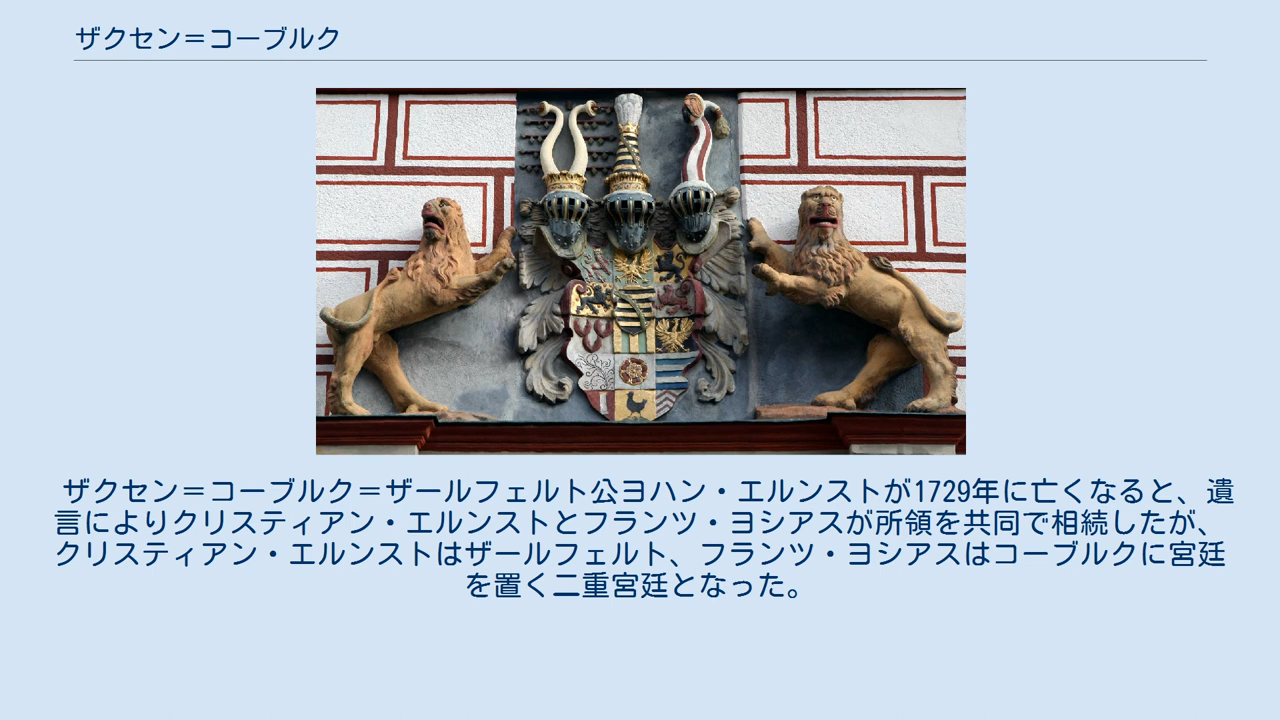 ザクセン＝コーブルク
ザクセン＝コーブルク＝ザールフェルト公ヨハン・エルンストが1729年に亡くなると、遺
言によりクリスティアン・エルンストとフランツ・ヨシアスが所領を共同で相続したが、
クリスティアン・エルンストはザールフェルト、フランツ・ヨシアスはコーブルクに宮廷
を置く二重宮廷となった。